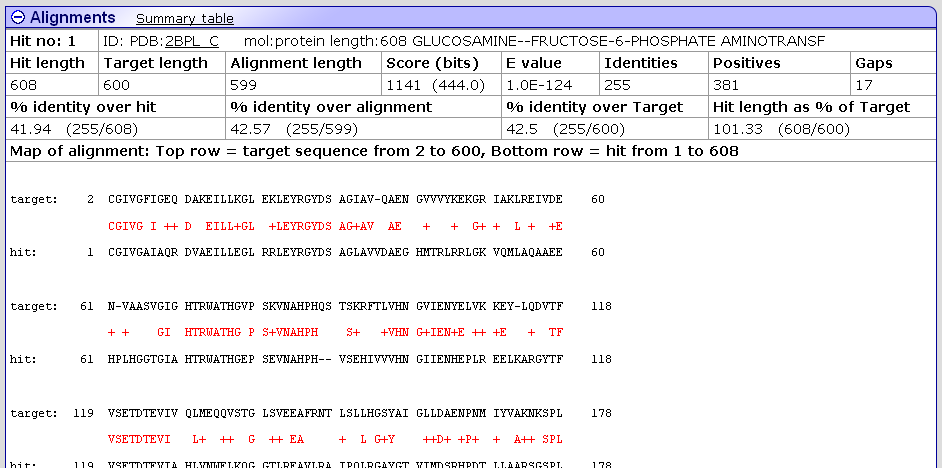 Alignments Summary table
Hit no: 1 ID: PDB:2BPL_C mol:protein length:608 GLUCOSAMINE--FRUCTOSE-6-PHOSPHATE AMINOTRANSF
Hit length Target length Alignment length Score (bits) E value Identities Positives Gaps
608 600 599 1141 (444.0) 1.0E-124 255 381 17
% identity over hit % identity over alignment % identity over Target Hit length as % of Target
41.94 (255/608) 42.57 (255/599) 42.5 (255/600) 101.33 (608/600)
Map of alignment: Top row = target sequence from 2 to 600, Bottom row = hit from 1 to 608
target: 2 CGIVGFIGEQ DAKEILLKGL EKLEYRGYDS AGIAV-QAEN GVVVYKEKGR IAKLREIVDE 60
CGIVG I ++ D EILL+GL +LEYRGYDS AG+AV AE + + G+ + L + +E
hit: 1 CGIVGAIAQR DVAEILLEGL RRLEYRGYDS AGLAVVDAEG HMTRLRRLGK VQMLAQAAEE 60
target: 61 N-VAASVGIG HTRWATHGVP SKVNAHPHQS TSKRFTLVHN GVIENYELVK KEY-LQDVTF 118
+ + GI HTRWATHG P S+VNAHPH S+ +VHN G+IEN+E ++ +E + TF
hit: 61 HPLHGGTGIA HTRWATHGEP SEVNAHPH-- VSEHIVVVHN GIIENHEPLR EELKARGYTF 118
target: 119 VSETDTEVIV QLMEQQVSTG LSVEEAFRNT LSLLHGSYAI GLLDAENPNM IYVAKNKSPL 178
VSETDTEVI L+ ++ G ++ EA + L G+Y ++D+ +P+ + A++ SPL
hit: 119 VSETDTEVIA HLVNWELKQG GTLREAVLRA IPQLRGAYGT VIMDSRHPDT LLAARSGSPL 178